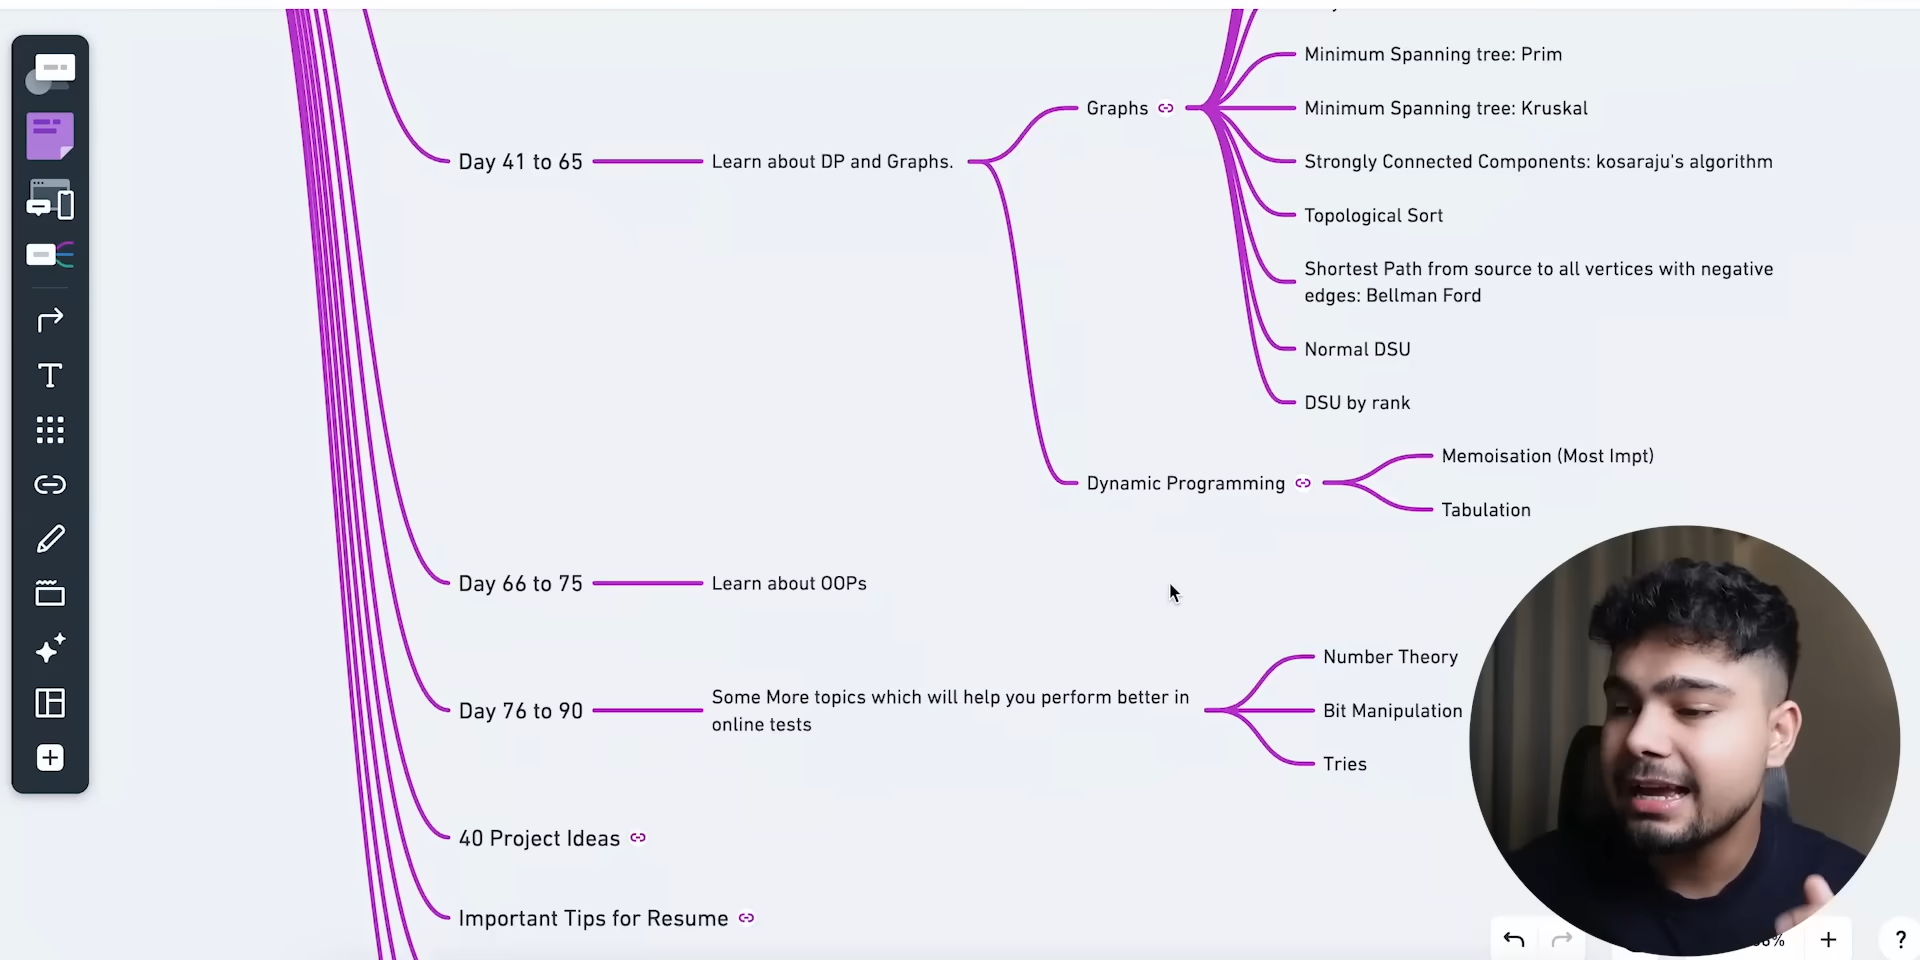 Minimum Spanning tree: Prim
Graphs
Minimum Spanning tree: Kruskal
Day 41 to 65
Learn about DP and Graphs.
Strongly Connected Components: kosaraju's algorithm
Topological Sort
Shortest Path from source to all vertices with negative
edges: Bellman Ford
Normal DSU
DSU by rank
Memoisation (Most Impt)
Dynamic Programming
Tabulation
Day 66 to 75
Learn about OOPs
Number Theory
Day 76 to 90
Some More topics which will help you perform better in
online tests
Bit Manipulation
Tries
40 Project Ideas
Important Tips for Resume
?